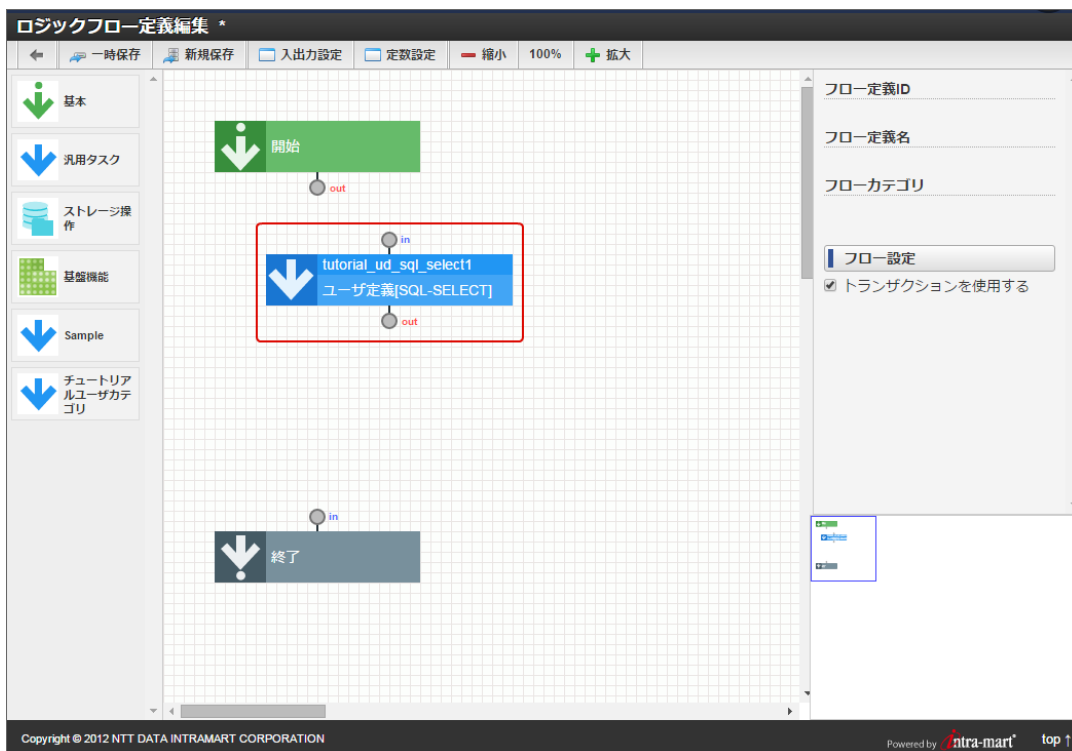 ロジックフロー定義編集 *
一時保存
新規保存
入出力設定
定数設定
縮小
100%
拡大
基本
汎用タスク
ストレージ操
作
基盤機能
Sample
チュートリア
ルユーザカテ
ゴリ
開始
out
in
tutorial_ud_sql_select1
ユーザ定義[SQL-SELECT]
out
in
終了
フロー定義ID
フロー定義名
フローカテゴリ
フロー設定
トランザクションを使用する
Copyright © 2012 NTT DATA INTRAMART CORPORATION
Powered by intra-mart
top ↑